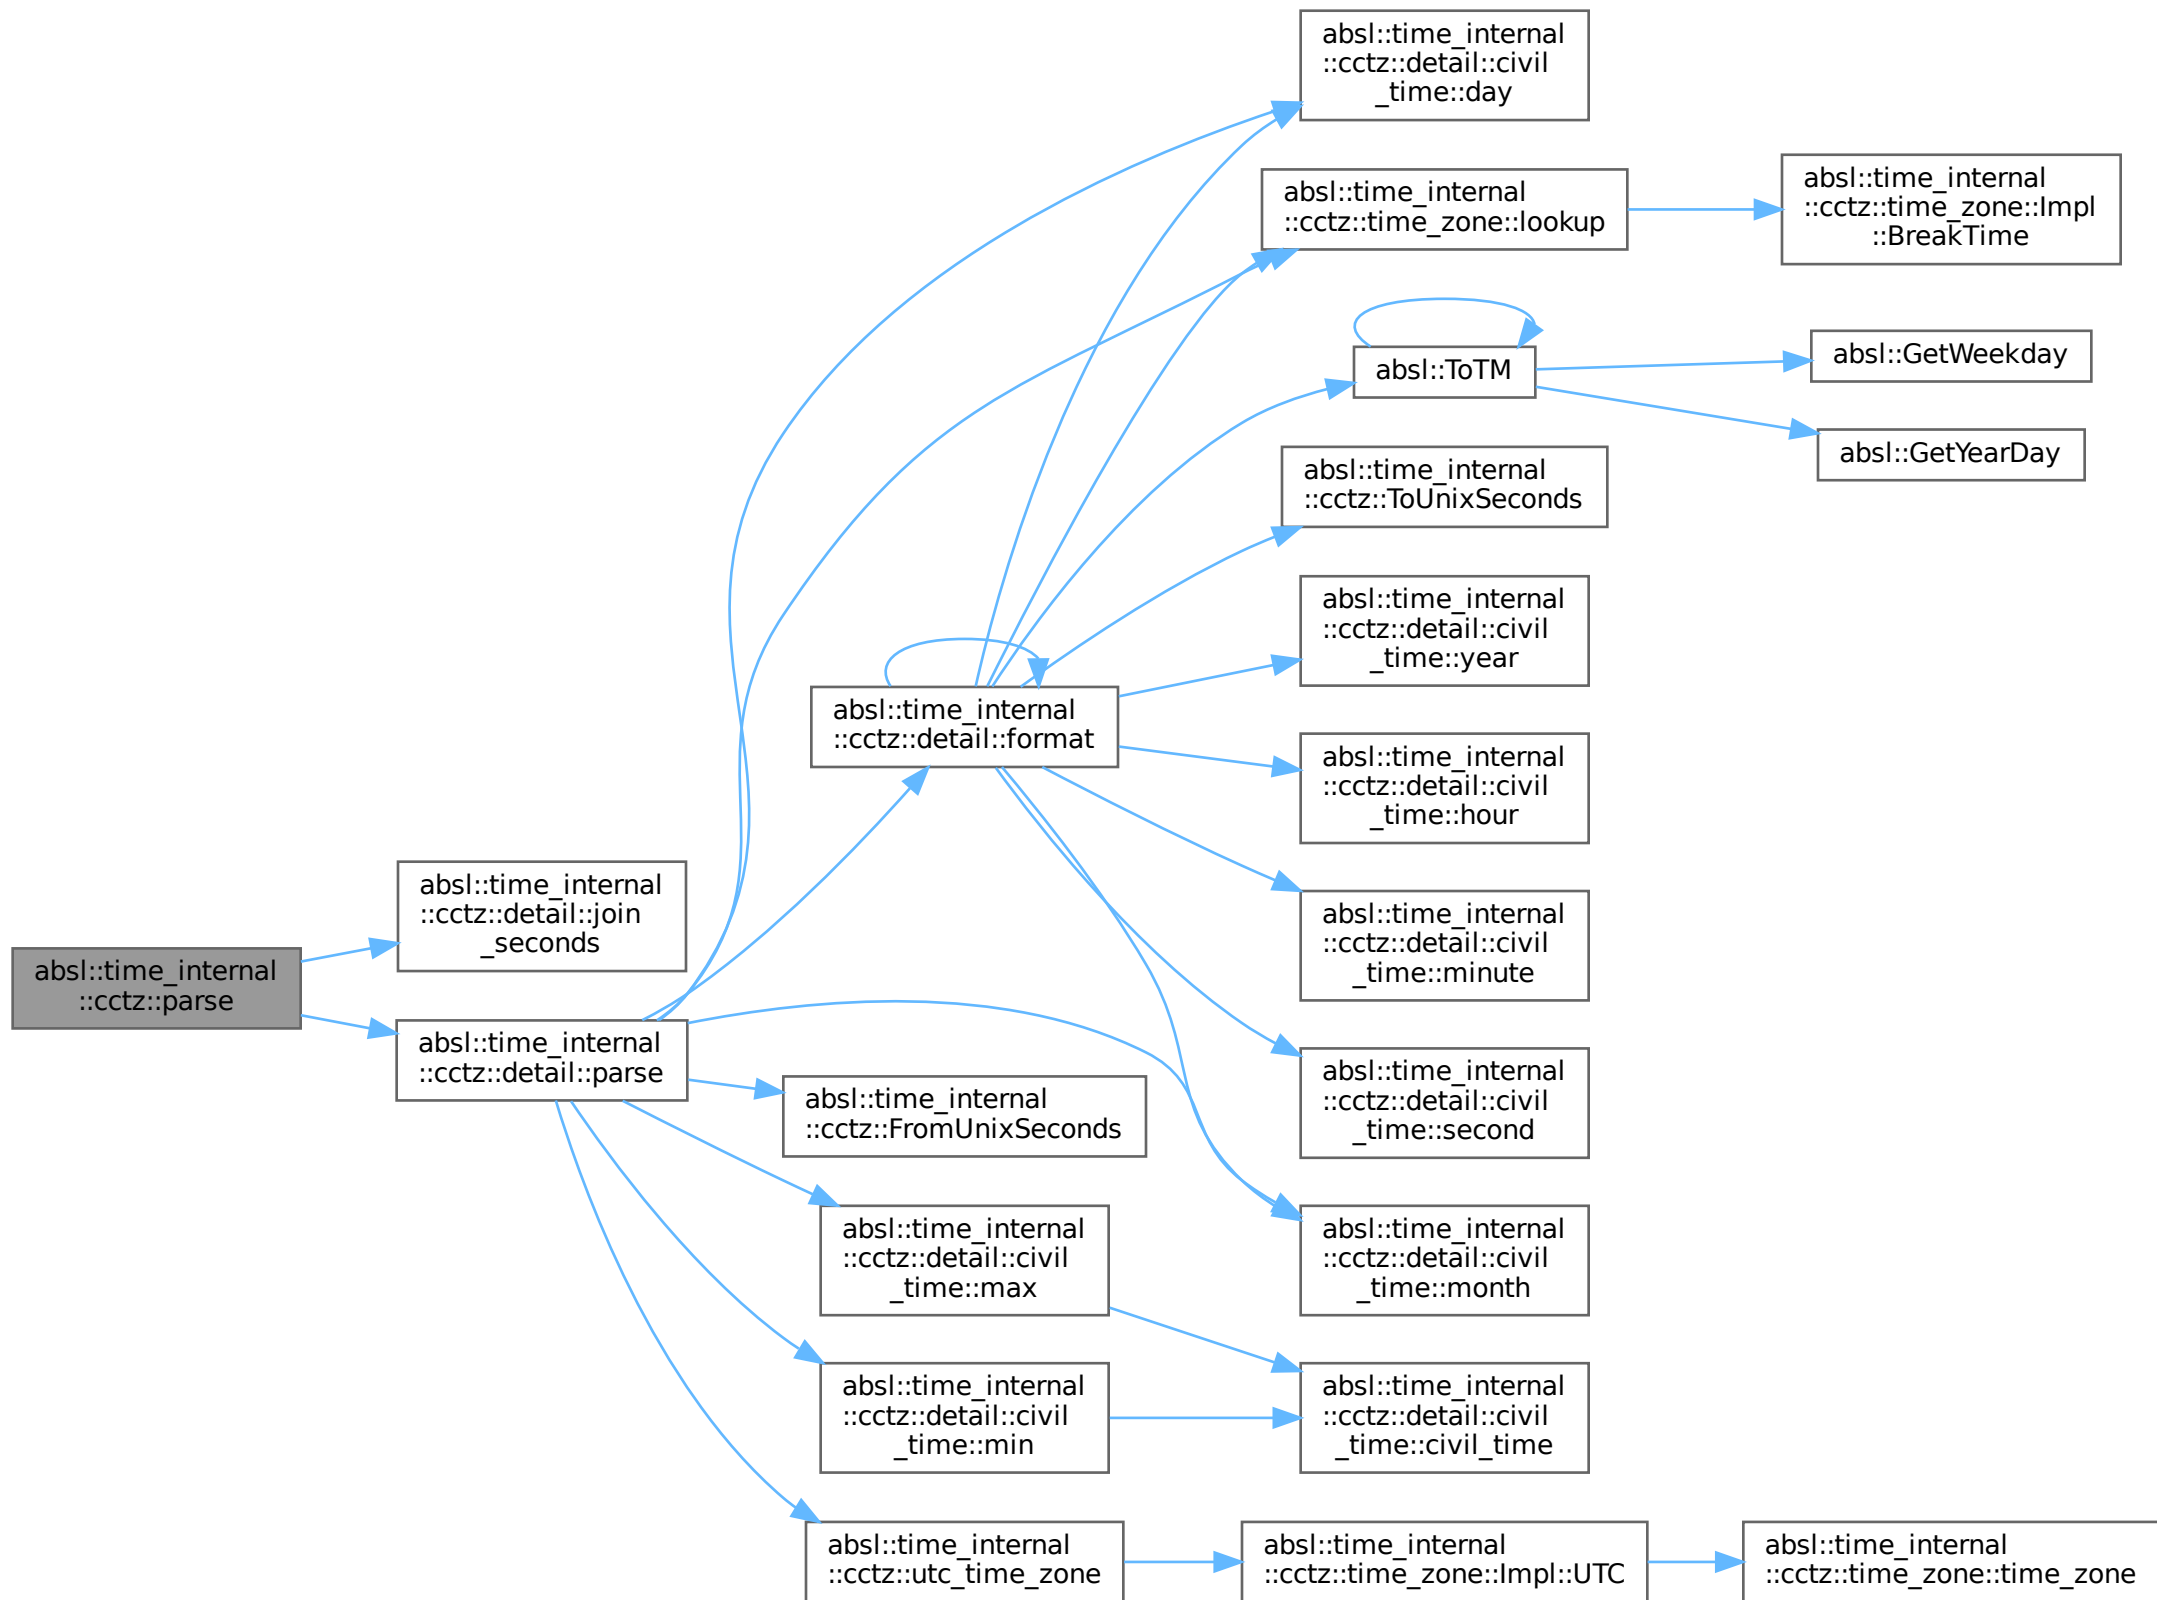 absl::time_internal
::cctz::parse
absl::time_internal
::cctz::detail::join
_seconds
absl::time_internal
::cctz::detail::parse
absl::time_internal
::cctz::detail::format
absl::time_internal
::cctz::FromUnixSeconds
absl::time_internal
::cctz::detail::civil
_time::max
absl::time_internal
::cctz::detail::civil
_time::min
absl::time_internal
::cctz::utc_time_zone
absl::time_internal
::cctz::detail::civil
_time::day
absl::time_internal
::cctz::time_zone::lookup
absl::ToTM
absl::time_internal
::cctz::ToUnixSeconds
absl::time_internal
::cctz::detail::civil
_time::year
absl::time_internal
::cctz::detail::civil
_time::hour
absl::time_internal
::cctz::detail::civil
_time::minute
absl::time_internal
::cctz::detail::civil
_time::second
absl::time_internal
::cctz::detail::civil
_time::month
absl::time_internal
::cctz::detail::civil
_time::civil_time
absl::time_internal
::cctz::time_zone::Impl::UTC
absl::time_internal
::cctz::time_zone::Impl
::BreakTime
absl::GetWeekday
absl::GetYearDay
absl::time_internal
::cctz::time_zone::time_zone